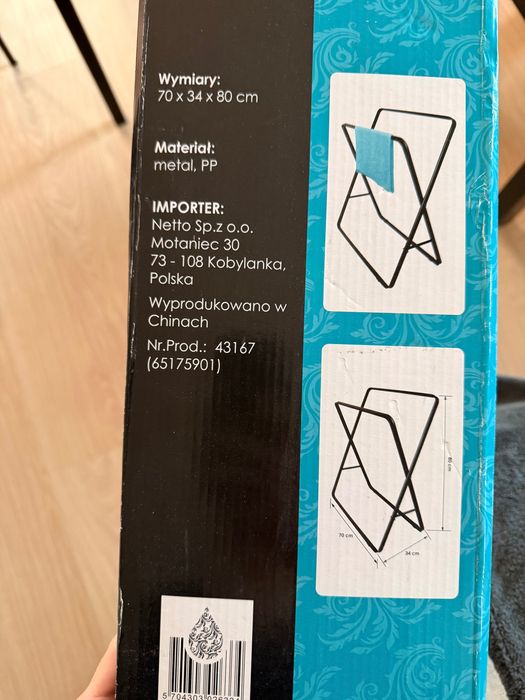 Wymiary:
70 x 34 x 80 cm
Materiał:
metal, PP
IMPORTER:
Netto Sp.z o.o.
Motaniec 30
73 - 108 Kobylanka,
Polska
Wyprodukowano w
Chinach
Nr.Prod.: 43167
(65175901)
80 cm
70 cm
34 cm